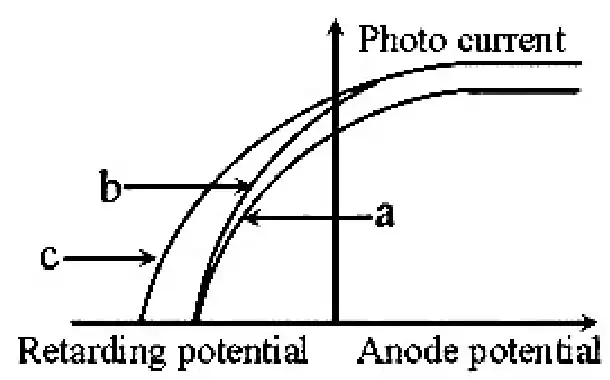 Photo current
b
a
c
Retarding potential
Anode potential